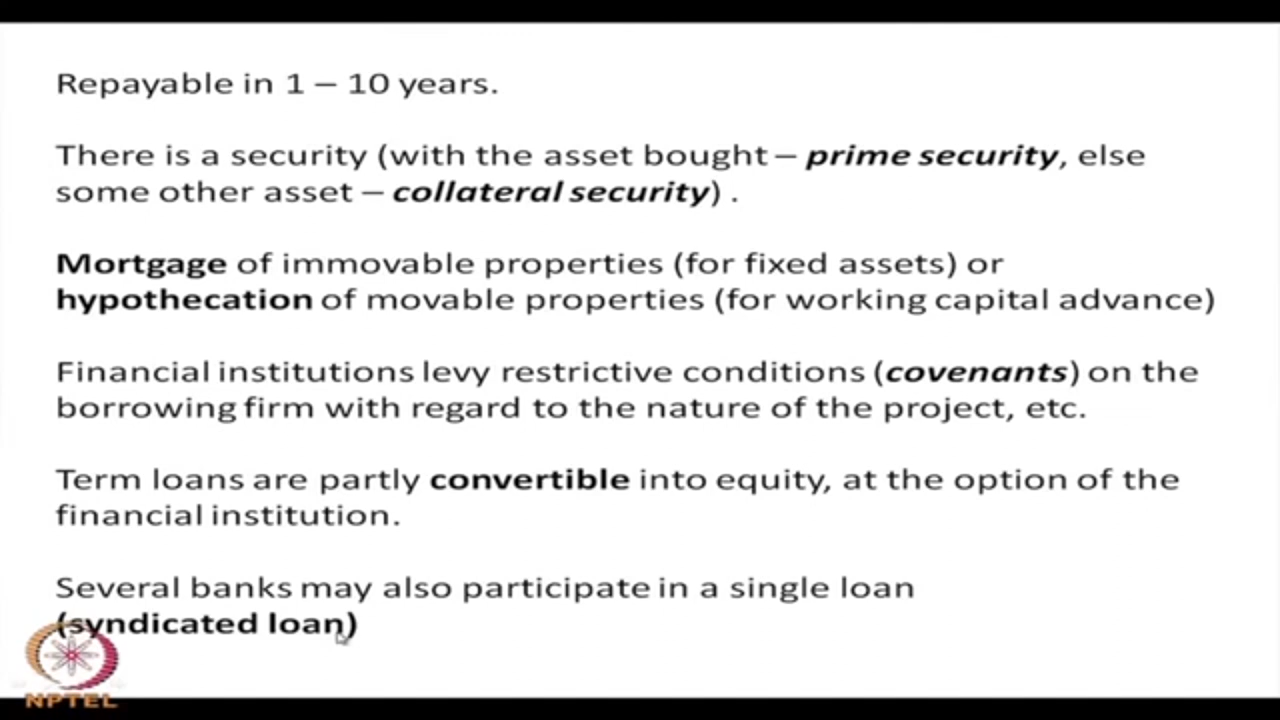 Repayable in 1 – 10 years.
There is a security (with the asset bought – prime security, else
some other asset – collateral security) .
Mortgage of immovable properties (for fixed assets) or
hypothecation of movable properties (for working capital advance)
Financial institutions levy restrictive conditions (covenants) on the
borrowing firm with regard to the nature of the project, etc.
Term loans are partly convertible into equity, at the option of the
financial institution.
Several banks may also participate in a single loan
(syndicated loan)
NPTEL